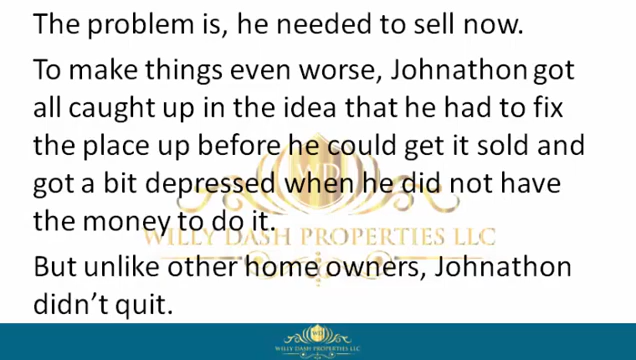 The problem is, he needed to sell now.
To make things even worse, Johnathon got
all caught up in the idea that he had to fix
the place up before he could get it sold and
got a bit depressed when he did not have
the money to do it.
WILLY DASH PROPERTIES LLC
But unlike other home owners, Johnathon
didn’t quit.
WILLY DASH PROPERTIES LLC